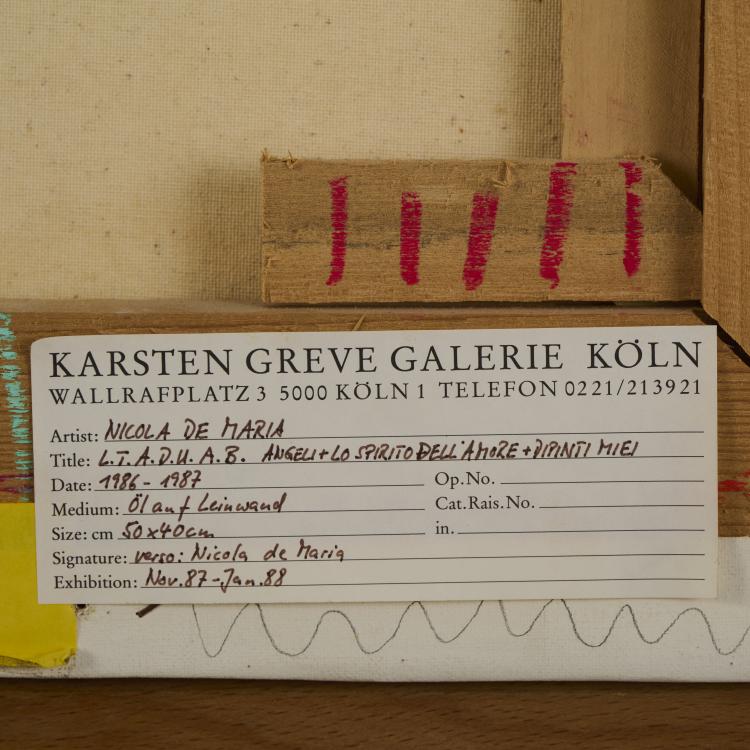 KARSTEN GREVE GALERIE KÖLN
WALLRAFPLATZ 3 5000 KÖLN 1 TELEFON 0221/213921
Artist: NICOLA DE MARIA
Title: L.T.A.D.U.A.B. ANGELI+LO SPIRITO DELL'AMORE+DIPINTI MIEI
Date: 1986 - 1987 Op.No.
Medium: Öl auf Leinwand Cat.Rais.No.
Size: cm 50x40cm in.
Signature: verso: Nicola de Maria
Exhibition: Nov.87-Jan.88